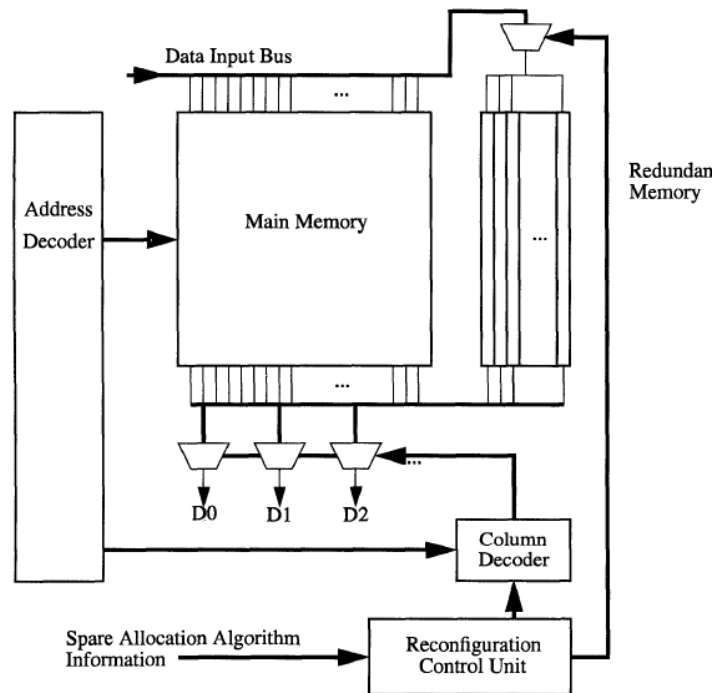 Data Input Bus
...
Address
Decoder
Main Memory
...
Redundan
Memory
...
D0
D1
D2
...
Column
Decoder
Spare Allocation Algorithm
Information
Reconfiguration
Control Unit